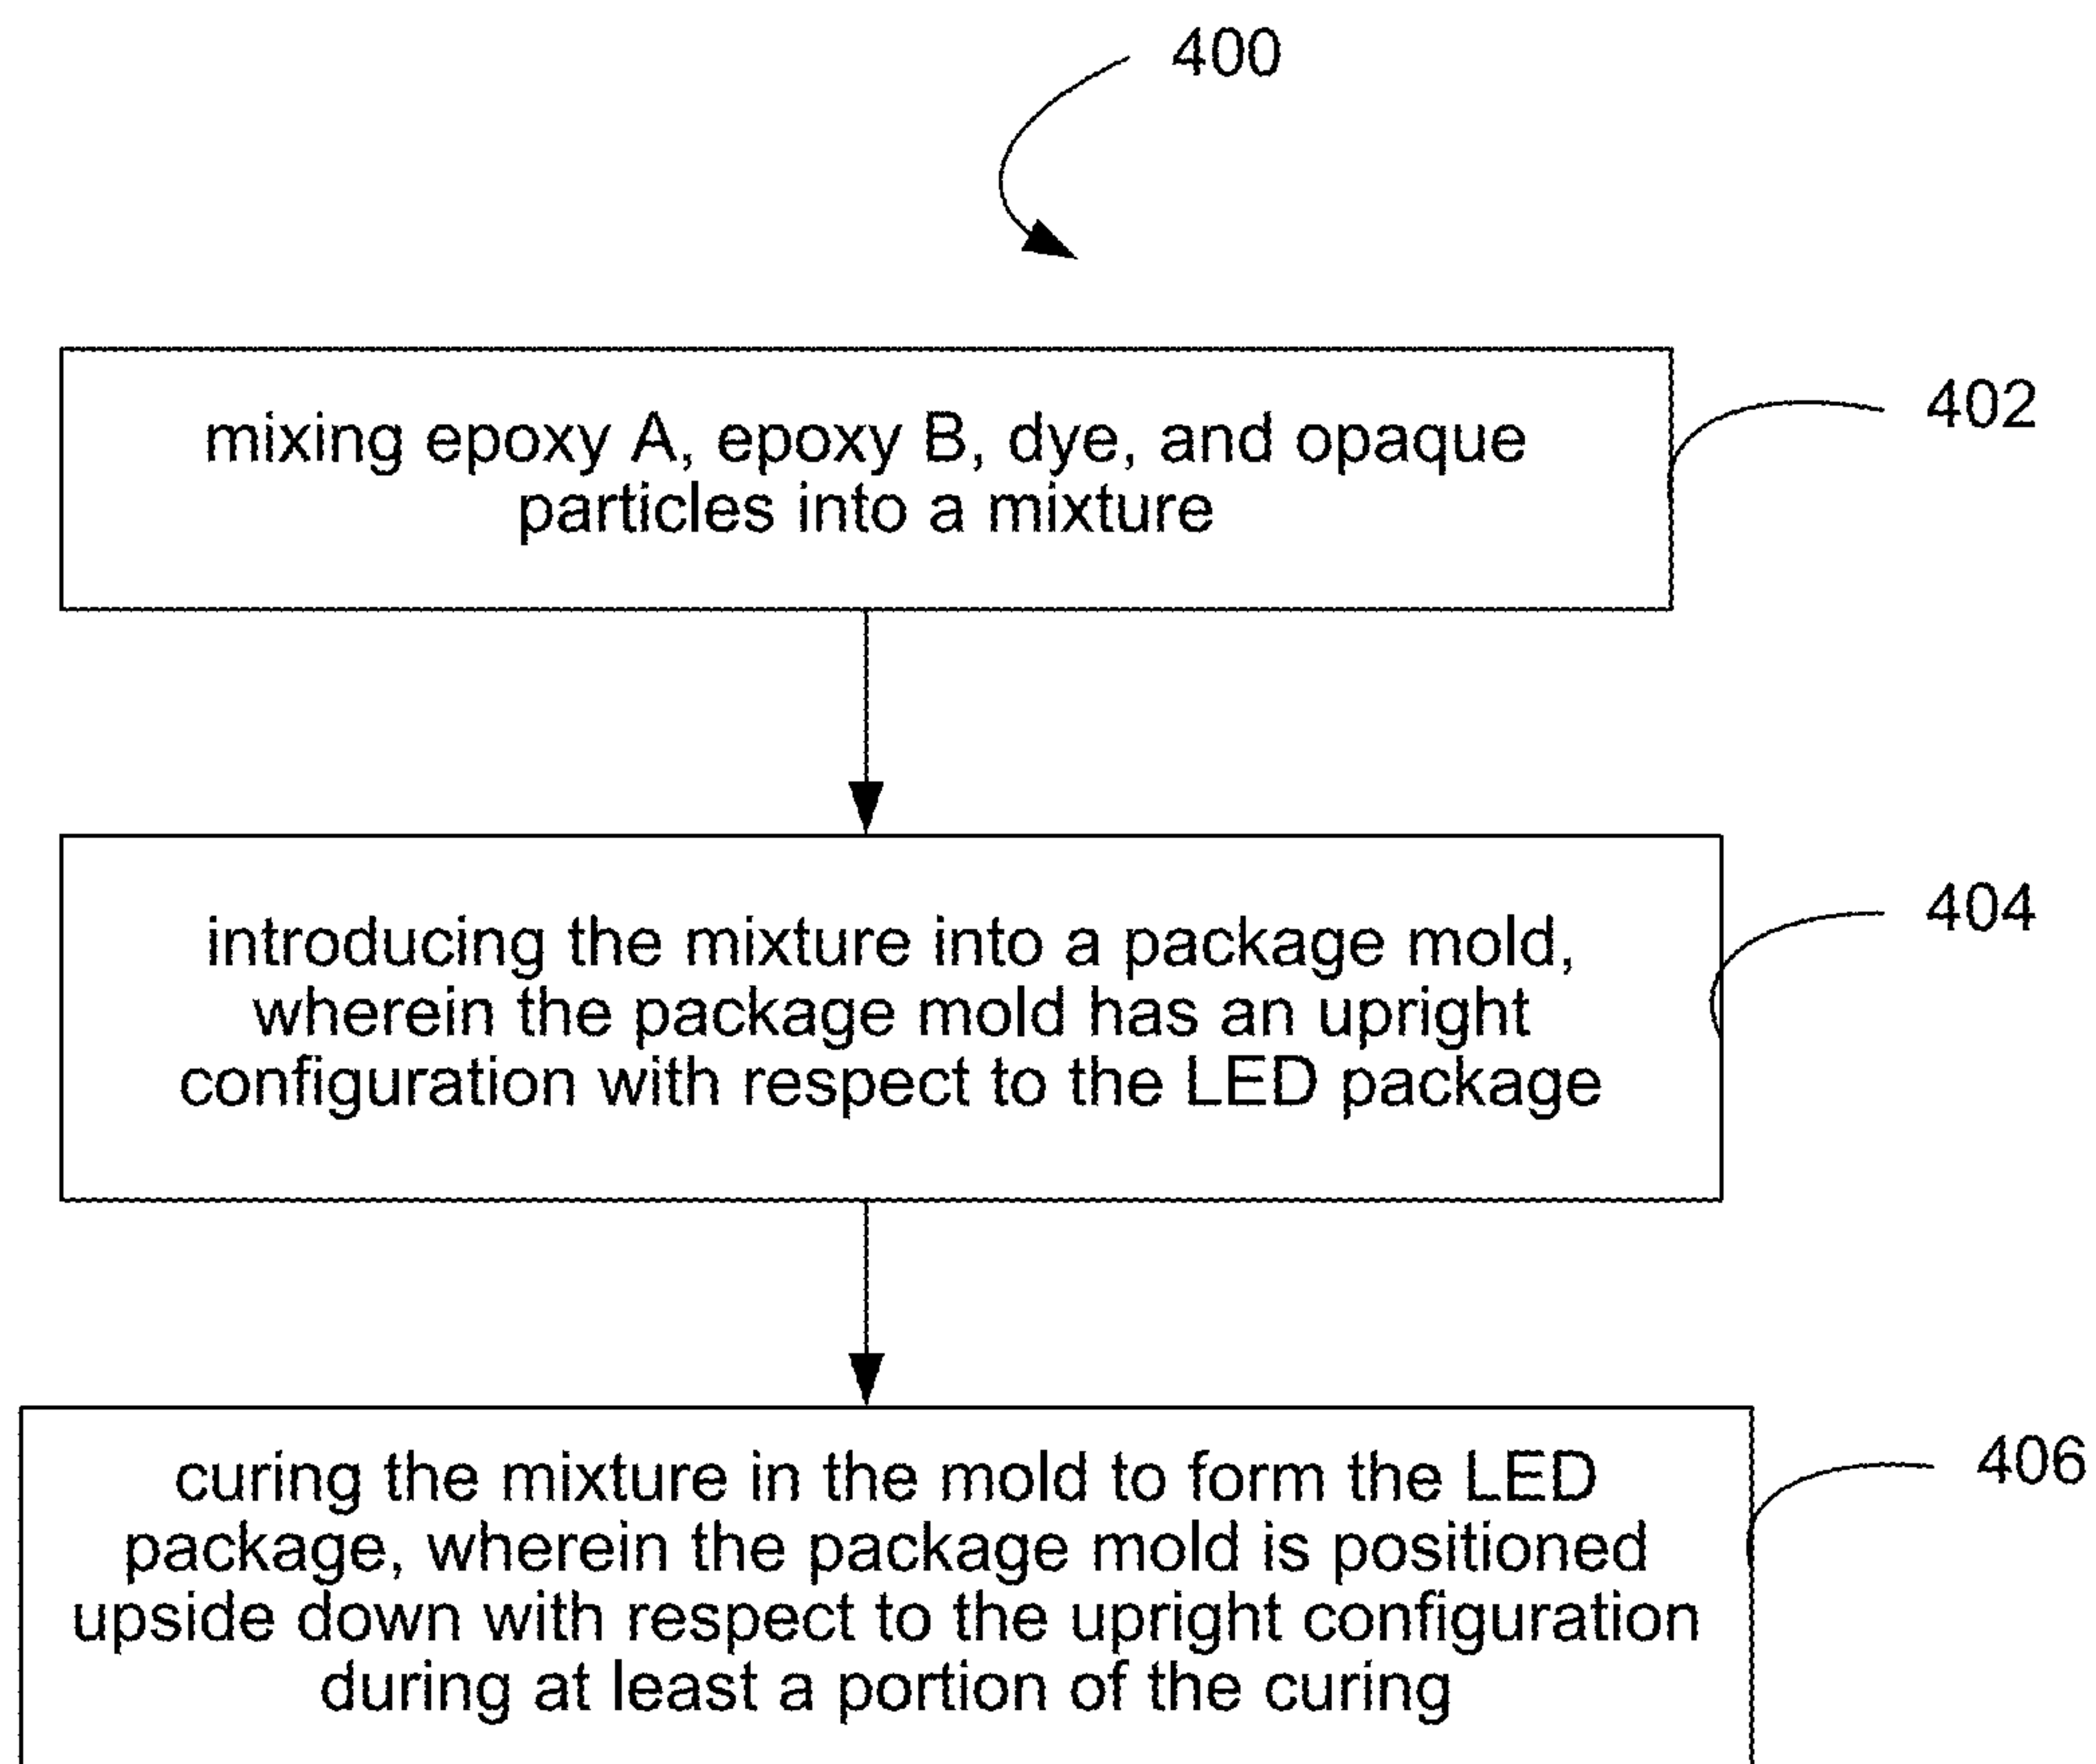 400
mixing epoxy A, epoxy B, dye, and opaque
particles into a mixture
402
introducing the mixture into a package mold,
wherein the package mold has an upright
configuration with respect to the LED package
404
curing the mixture in the mold to form the LED
package, wherein the package mold is positioned
upside down with respect to the upright configuration
during at least a portion of the curing
406